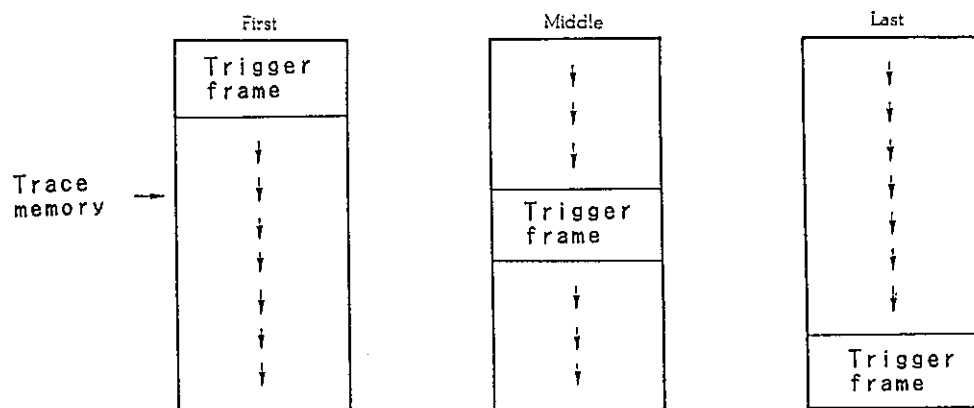 First
Middle
Last
Trigger
frame
Trace
memory
Trigger
frame
Trigger
frame